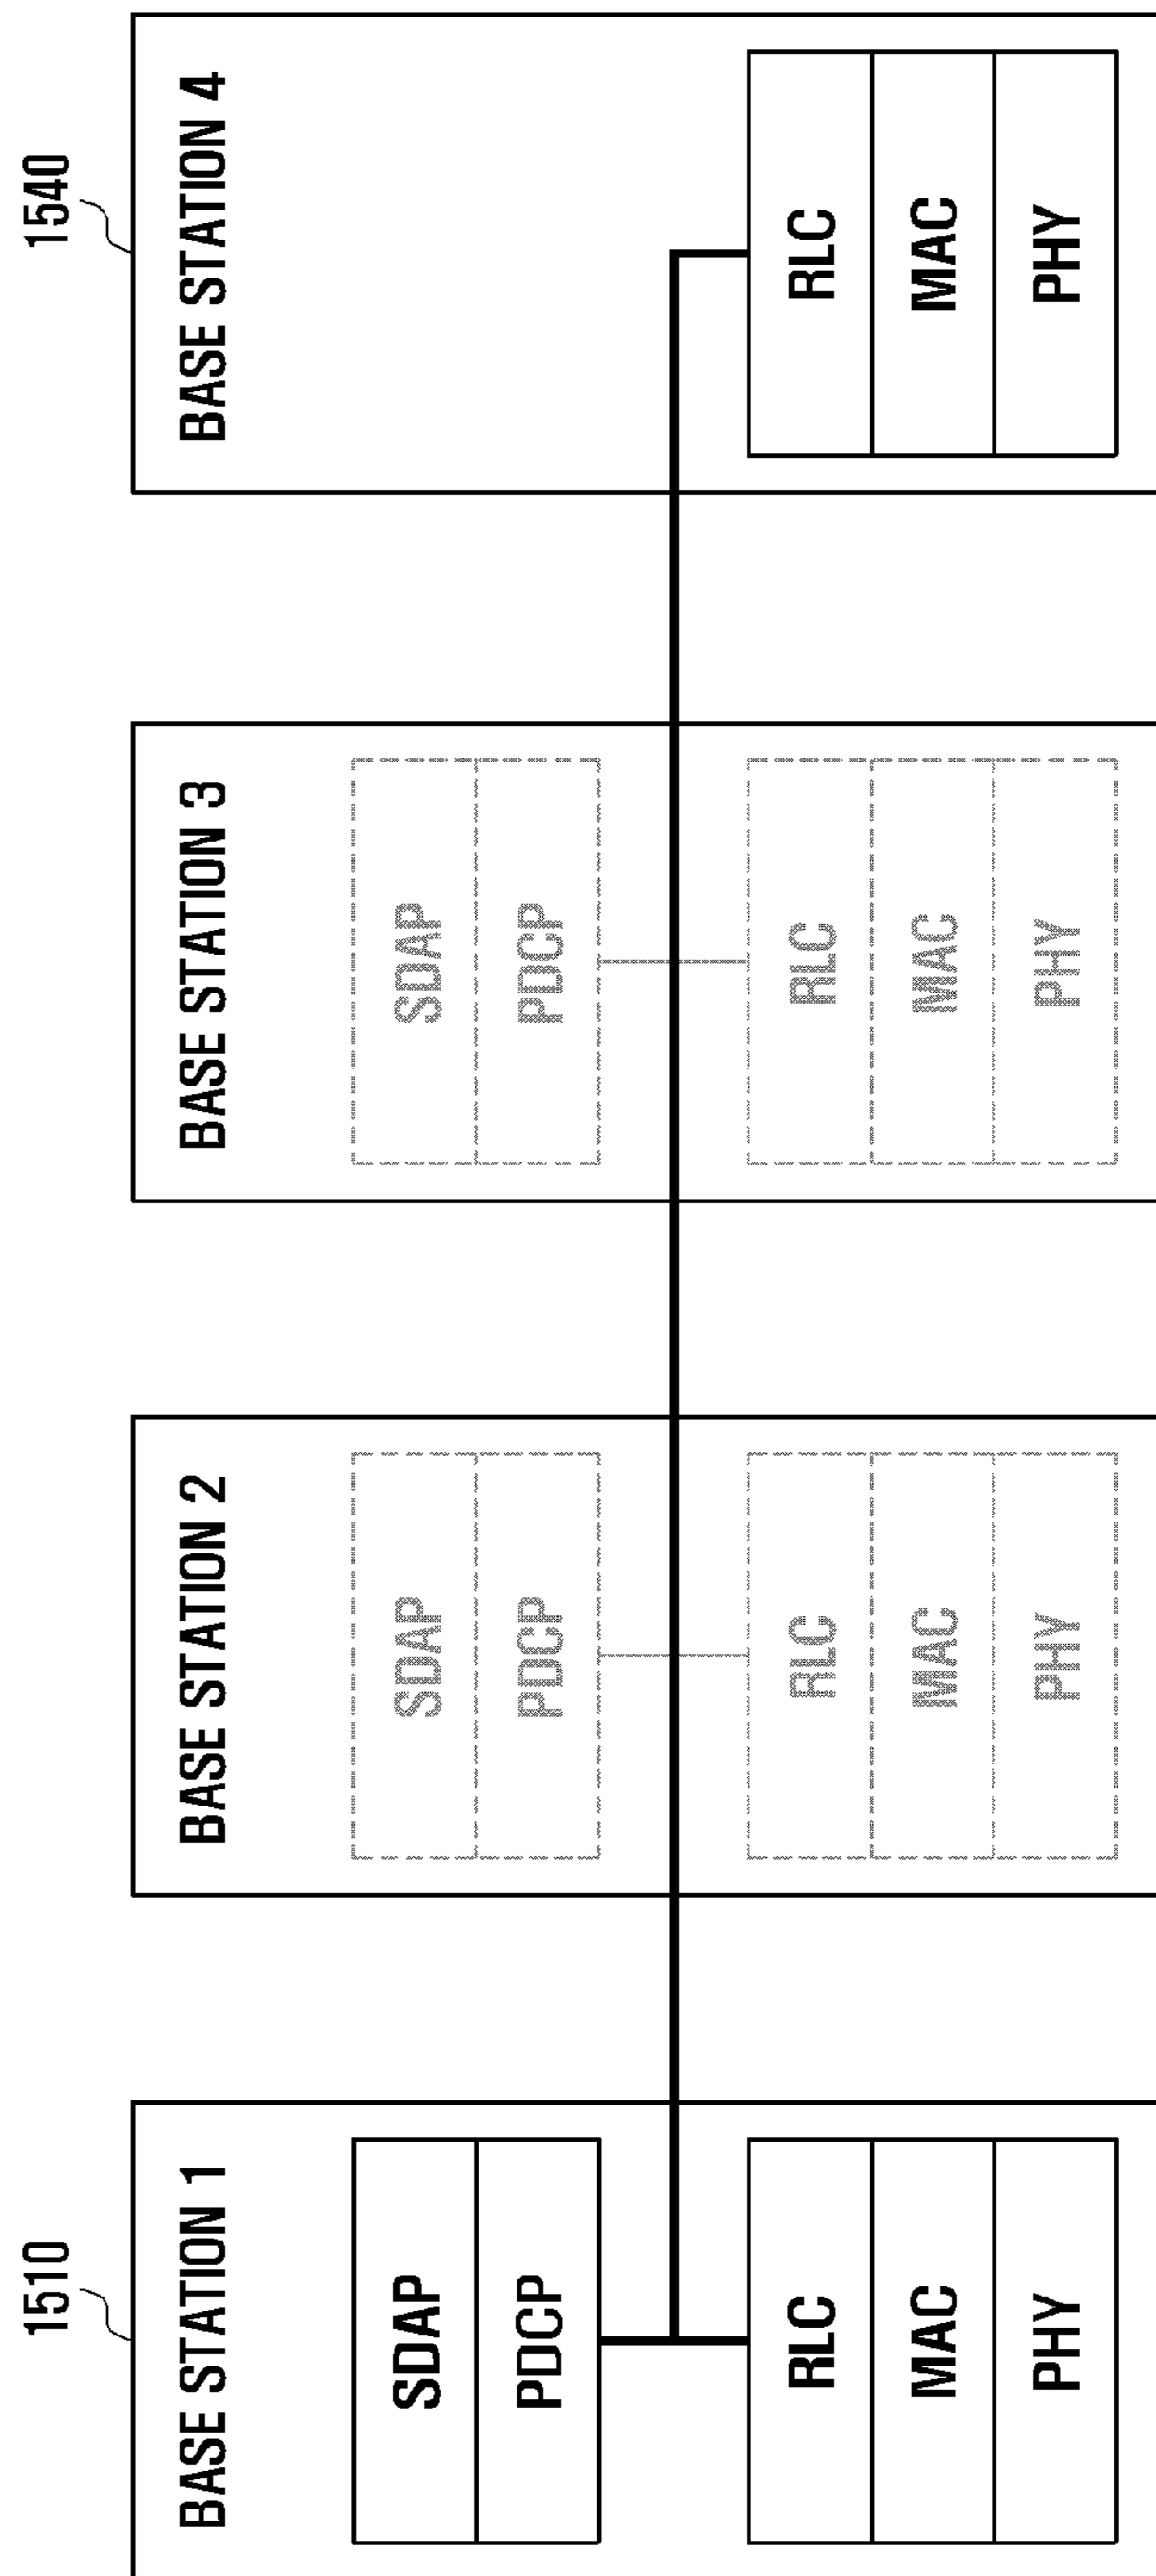 1510
BASE STATION 1
SDAP
PDCP
RLC
MAC
PHY
BASE STATION 2
SDAP
PDCP
RLC
MAC
PHY
BASE STATION 3
SDAP
PDCP
RLC
MAC
PHY
1540
BASE STATION 4
RLC
MAC
PHY